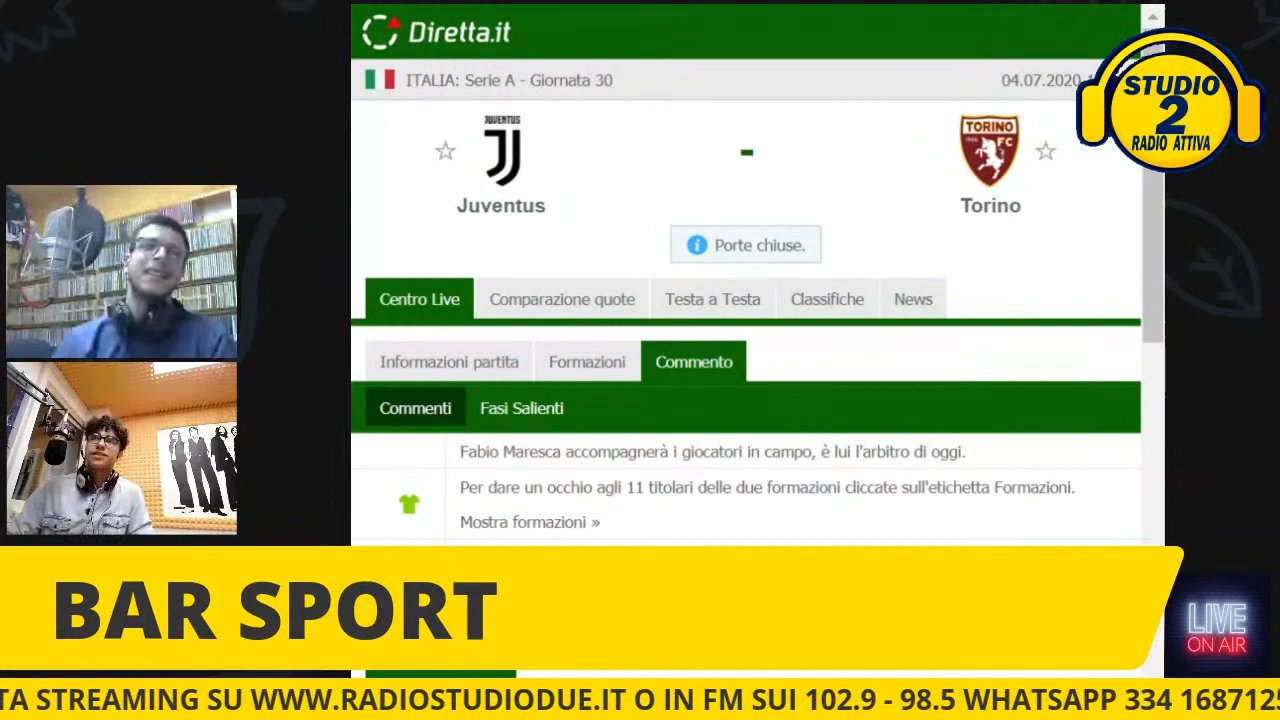 Diretta.it
ITALIA: Serie A - Giornata 30
04.07.2020
STUDIO
2
RADIO ATTIVA
JUVENTUS
TORINO
FC
-
Juventus
Torino
Porte chiuse.
Centro Live
Comparazione quote
Testa a Testa
Classifiche
News
Informazioni partita
Formazioni
Commento
Commenti
Fasi Salienti
Fabio Maresca accompagnerà i giocatori in campo, è lui l'arbitro di oggi.
Per dare un occhio agli 11 titolari delle due formazioni cliccate sull'etichetta Formazioni.
Mostra formazioni »
BAR SPORT
LIVE
ON AIR
TA STREAMING SU WWW.RADIOSTUDIODUE.IT O IN FM SUI 102.9 - 98.5 WHATSAPP 334 168712